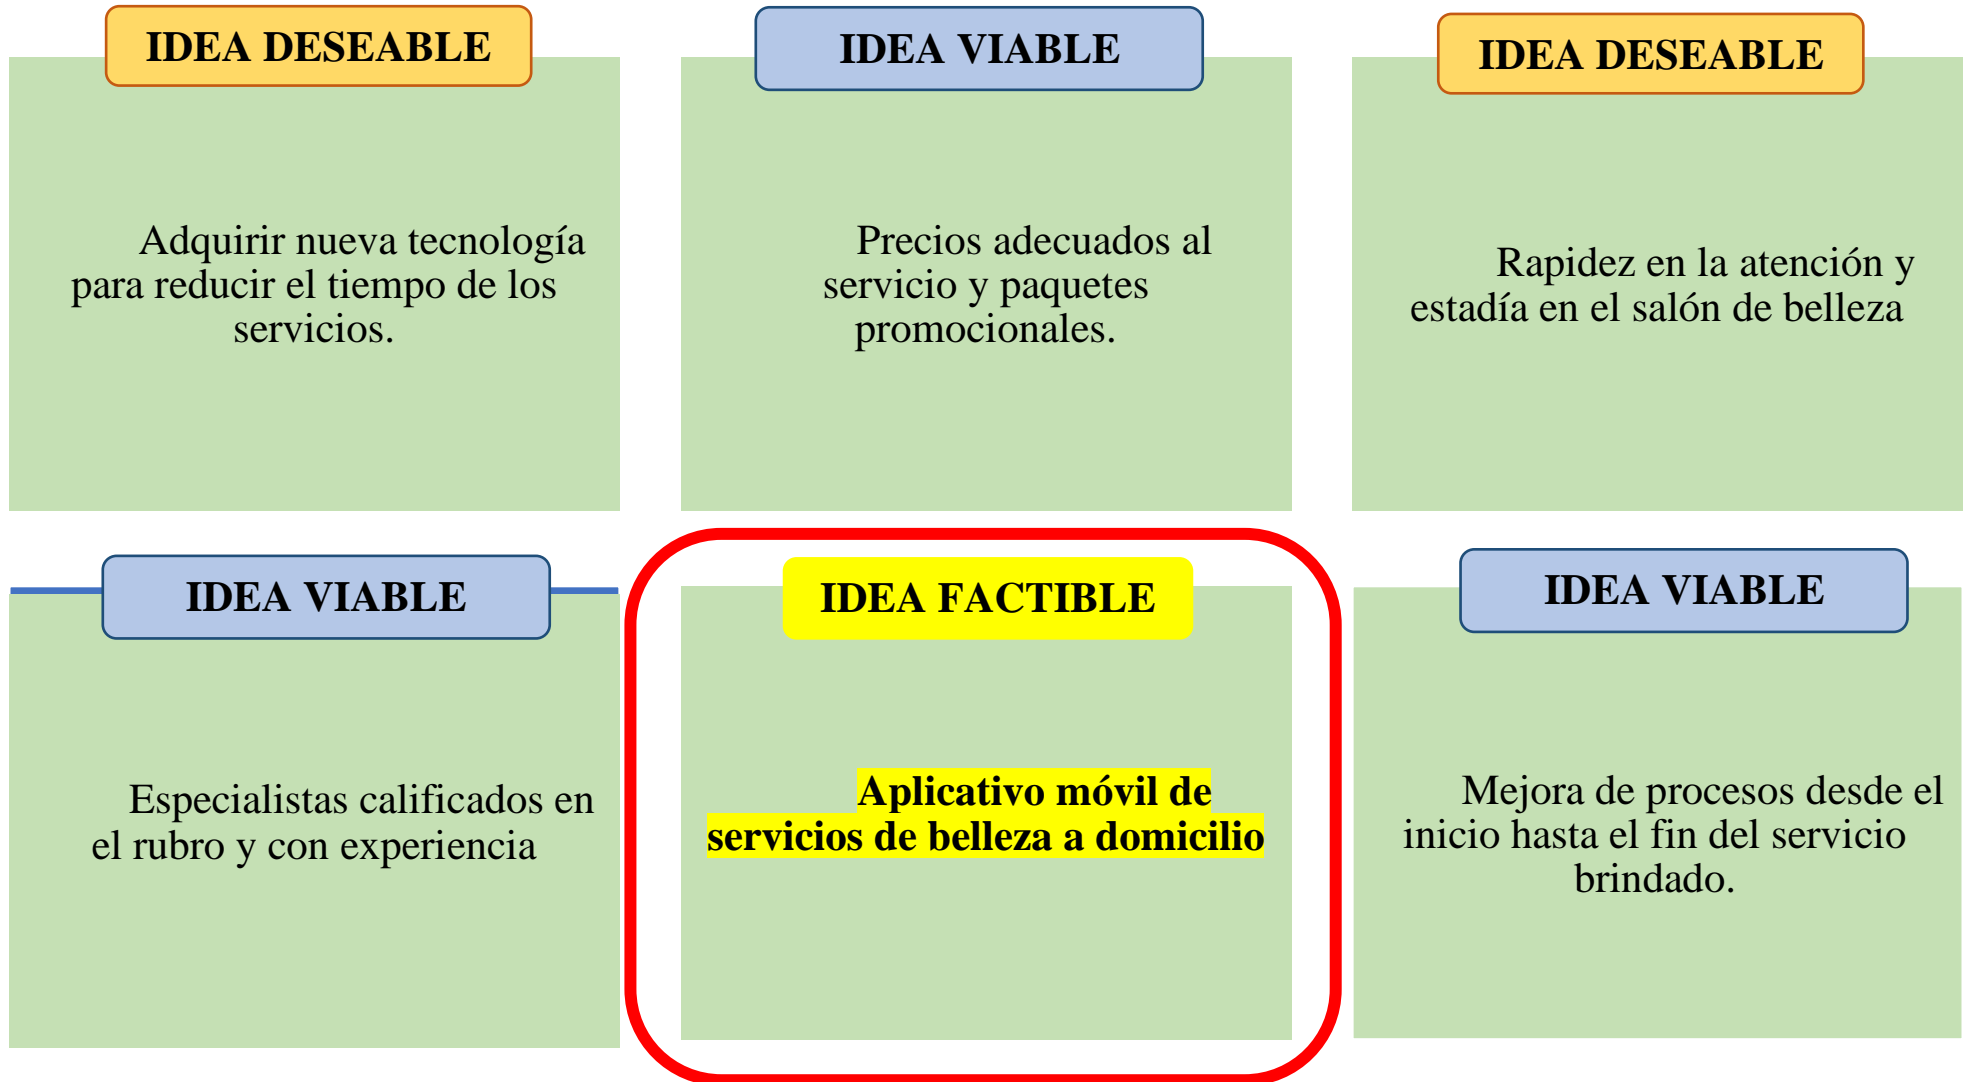 IDEA DESEABLE
Adquirir nueva tecnología
para reducir el tiempo de los
servicios.
IDEA VIABLE
Precios adecuados al
servicio y paquetes
promocionales.
IDEA DESEABLE
Rapidez en la atención y
estadía en el salón de belleza
IDEA VIABLE
Especialistas calificados en
el rubro y con experiencia
IDEA FACTIBLE
Aplicativo móvil de
servicios de belleza a domicilio
IDEA VIABLE
Mejora de procesos desde el
inicio hasta el fin del servicio
brindado.